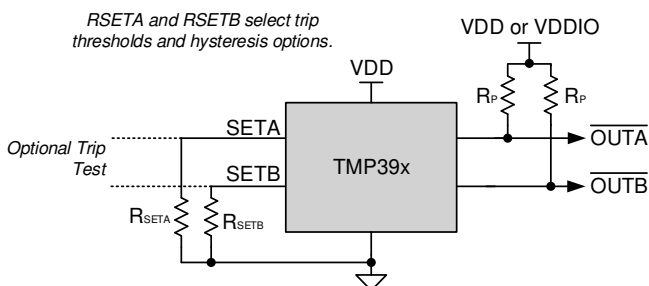 RSETA and RSETB select trip
thresholds and hysteresis options.
VDD or VDDIO
VDD
RP
RP
SETA
OUTA
Optional Trip
Test
TMP39x
SETB
OUTB
RSETA
RSETB